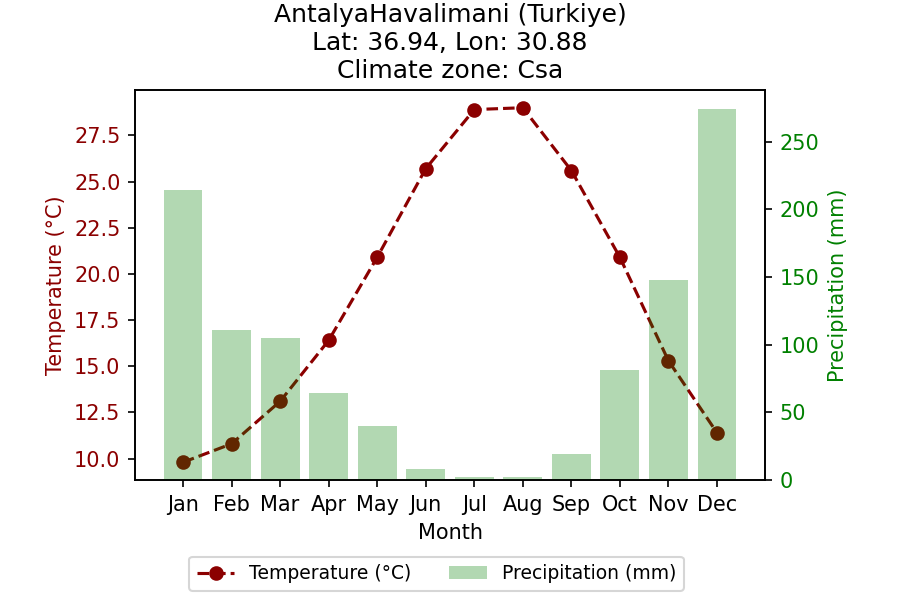 AntalyaHavalimani (Turkiye)
Lat: 36.94, Lon: 30.88
Climate zone: Csa
Temperature (°C)
27.5
25.0
22.5
20.0
17.5
15.0
12.5
10.0
Precipitation (mm)
250
200
150
100
50
0
Jan Feb Mar Apr May Jun Jul Aug Sep Oct Nov Dec
Month
Temperature (°C) Precipitation (mm)